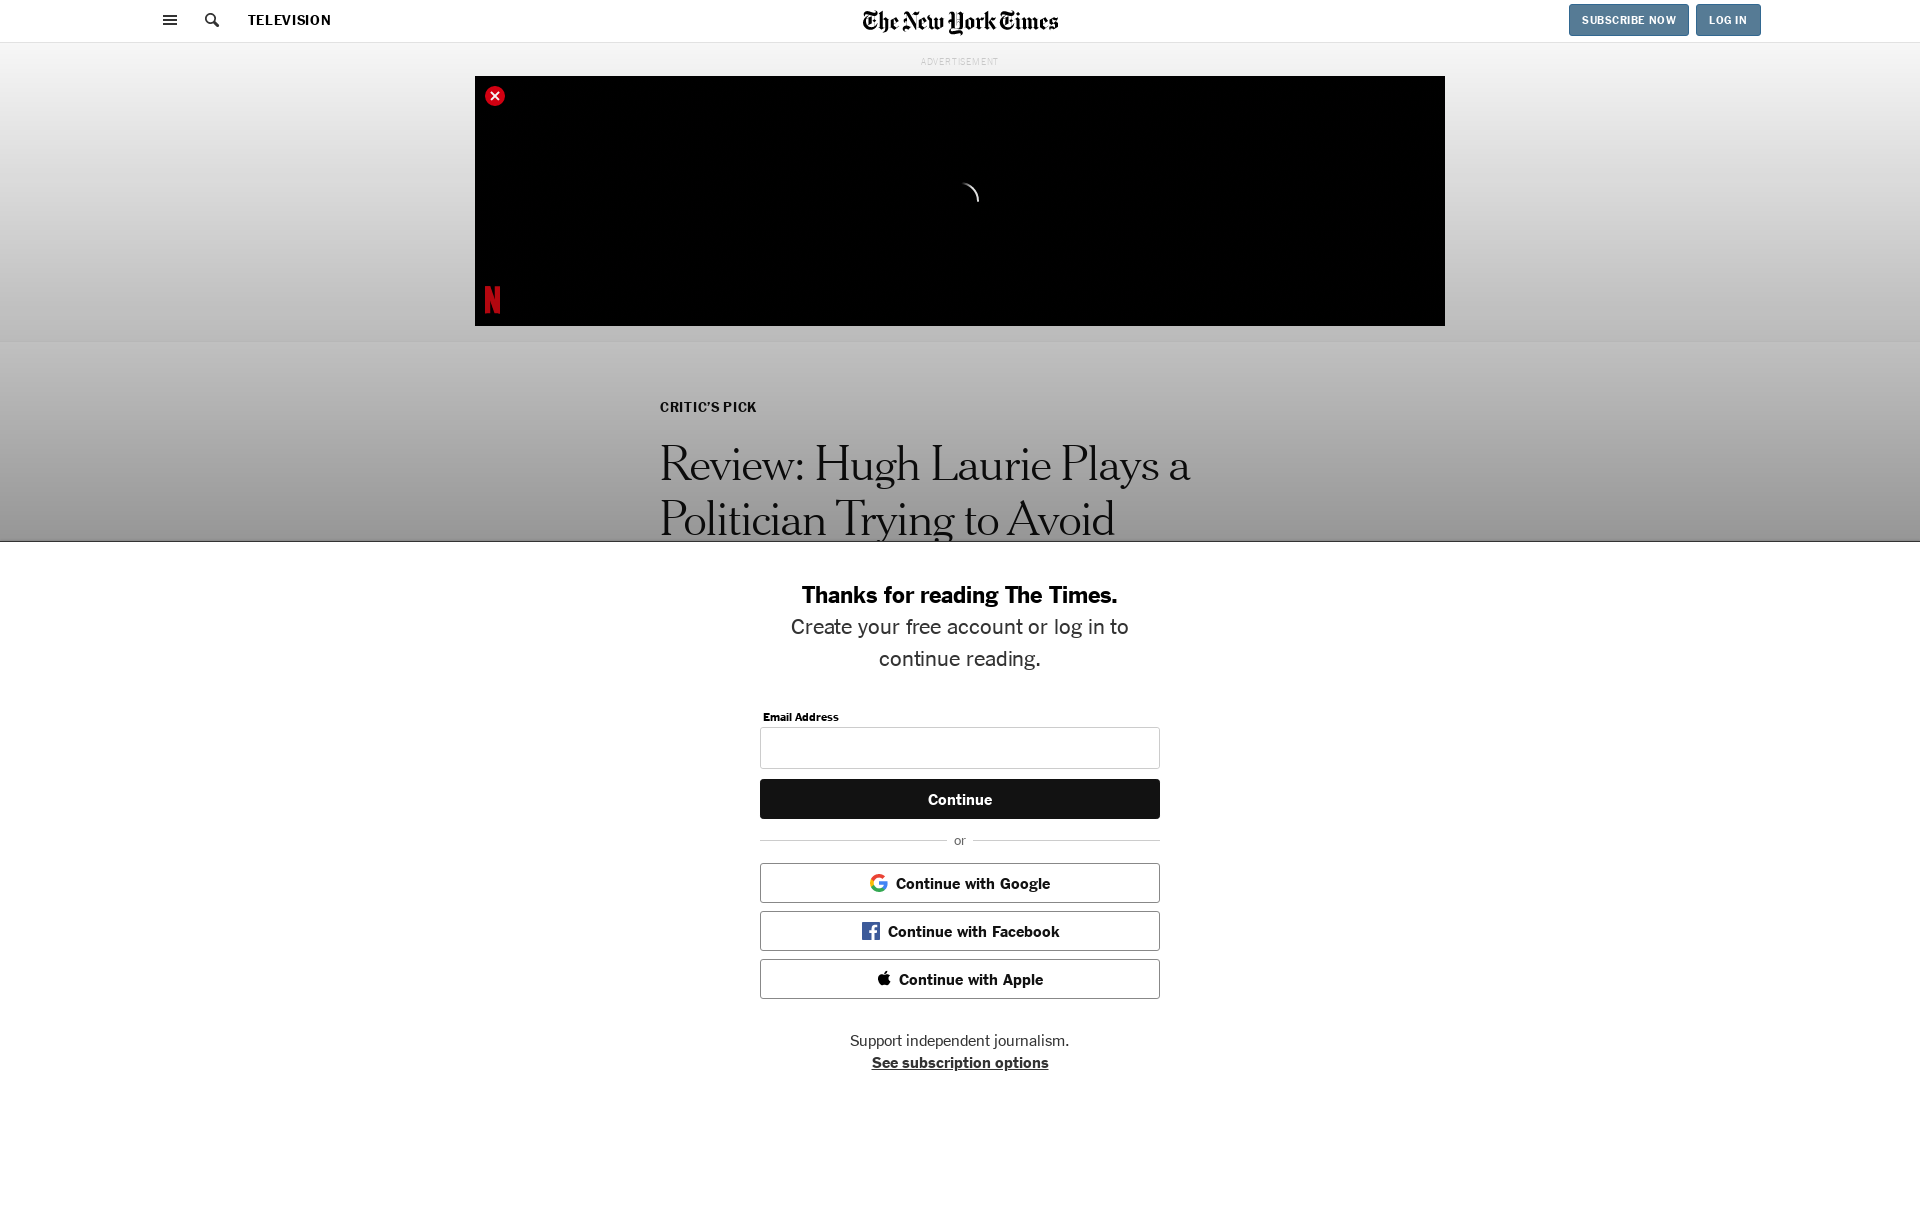 TELEVISION
The New York Times
SUBSCRIBE NOW
LOG IN
ADVERTISEMENT
N
CRITIC’S PICK
Review: Hugh Laurie Plays a
Politician Trying to Avoid
Thanks for reading The Times.
Create your free account or log in to
continue reading.
Email Address
Continue
or
Continue with Google
Continue with Facebook
Continue with Apple
Support independent journalism.
See subscription options